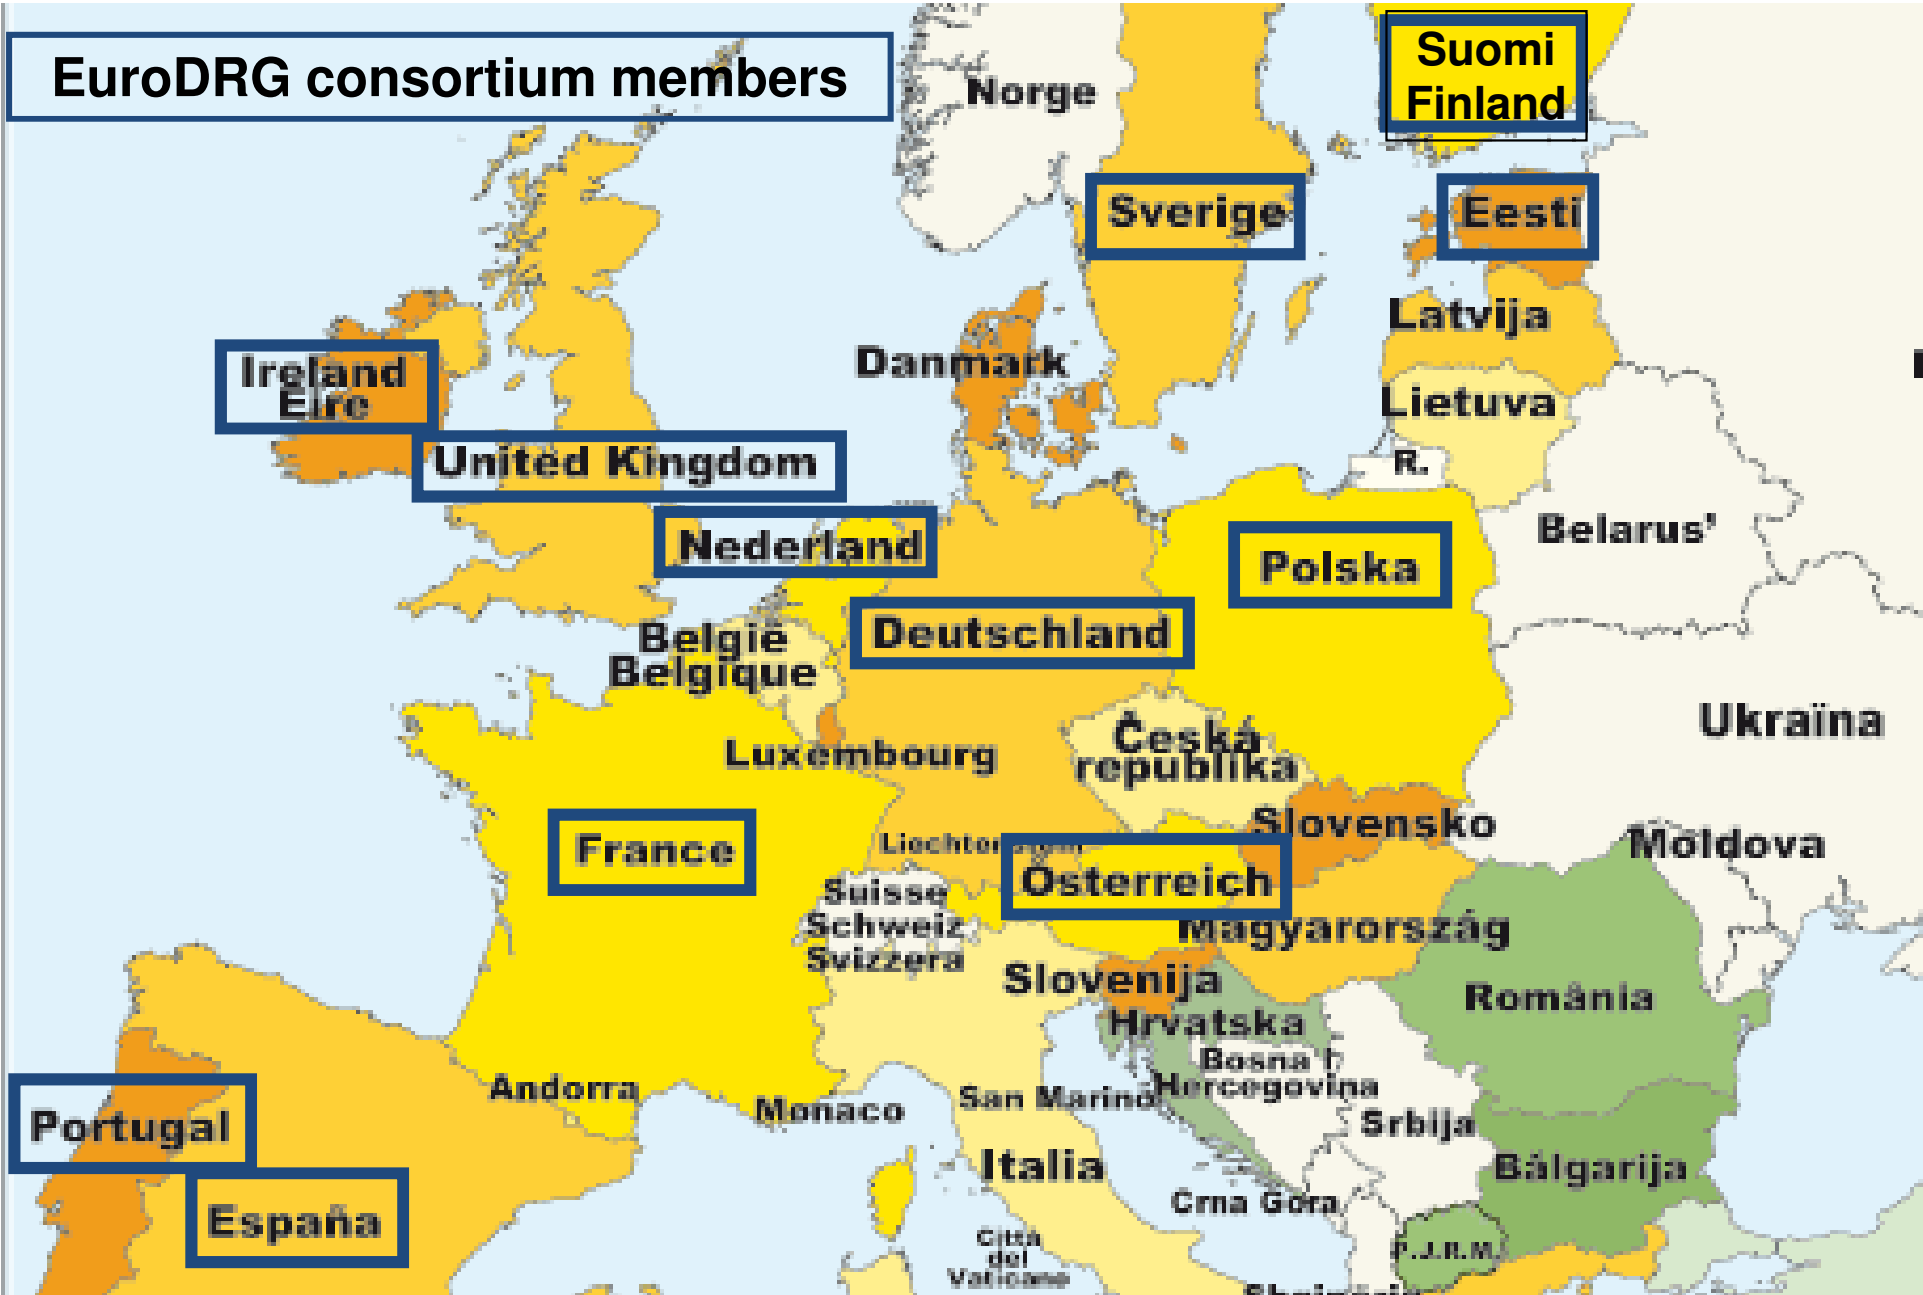 EuroDRG consortium members
Suomi
Finland
Norge
Sverige
Eesti
Latvija
Danmark
Ireland
Eire
Lietuva
United Kingdom
R.
Belarus'
Nederland
Polska
België
Belgique
Deutschland
Ukraïna
Luxembourg
Česká
republika
Slovensko
France
Liechtenstein
Moldova
Österreich
Suisse
Schweiz
Svizzera
Magyarország
Slovenija
România
Hrvatska
Bosna i
Hercegovina
Andorra
Monaco
San Marino
Portugal
Srbija
Italia
Bâlgarija
España
Crna Gora
Città
del
Vaticano
F.J.R.M.